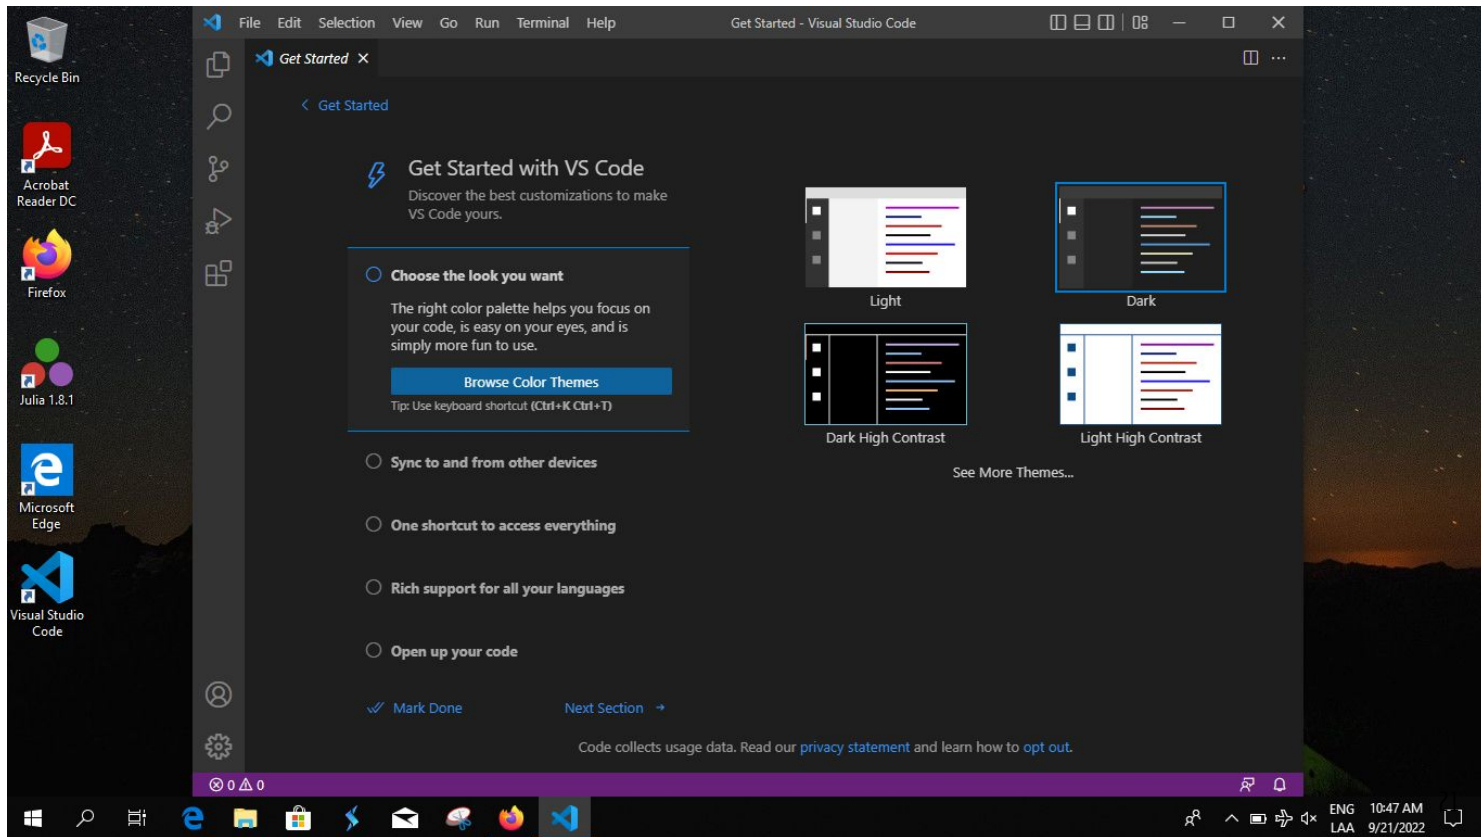 Recycle Bin
Acrobat
Reader DC
Firefox
Julia 1.8.1
Microsoft
Edge
Visual Studio
Code
File Edit Selection View Go Run Terminal Help
Get Started - Visual Studio Code
Get Started
Get Started
Get Started with VS Code
Discover the best customizations to make
VS Code yours.
Choose the look you want
The right color palette helps you focus on
your code, is easy on your eyes, and is
simply more fun to use.
Browse Color Themes
Tip: Use keyboard shortcut (Ctrl+K Ctrl+T)
Sync to and from other devices
One shortcut to access everything
Rich support for all your languages
Open up your code
Mark Done
Next Section
Light
Dark
Dark High Contrast
Light High Contrast
See More Themes...
Code collects usage data. Read our privacy statement and learn how to opt out.
0 0
ENG
LAA
10:47 AM
9/21/2022